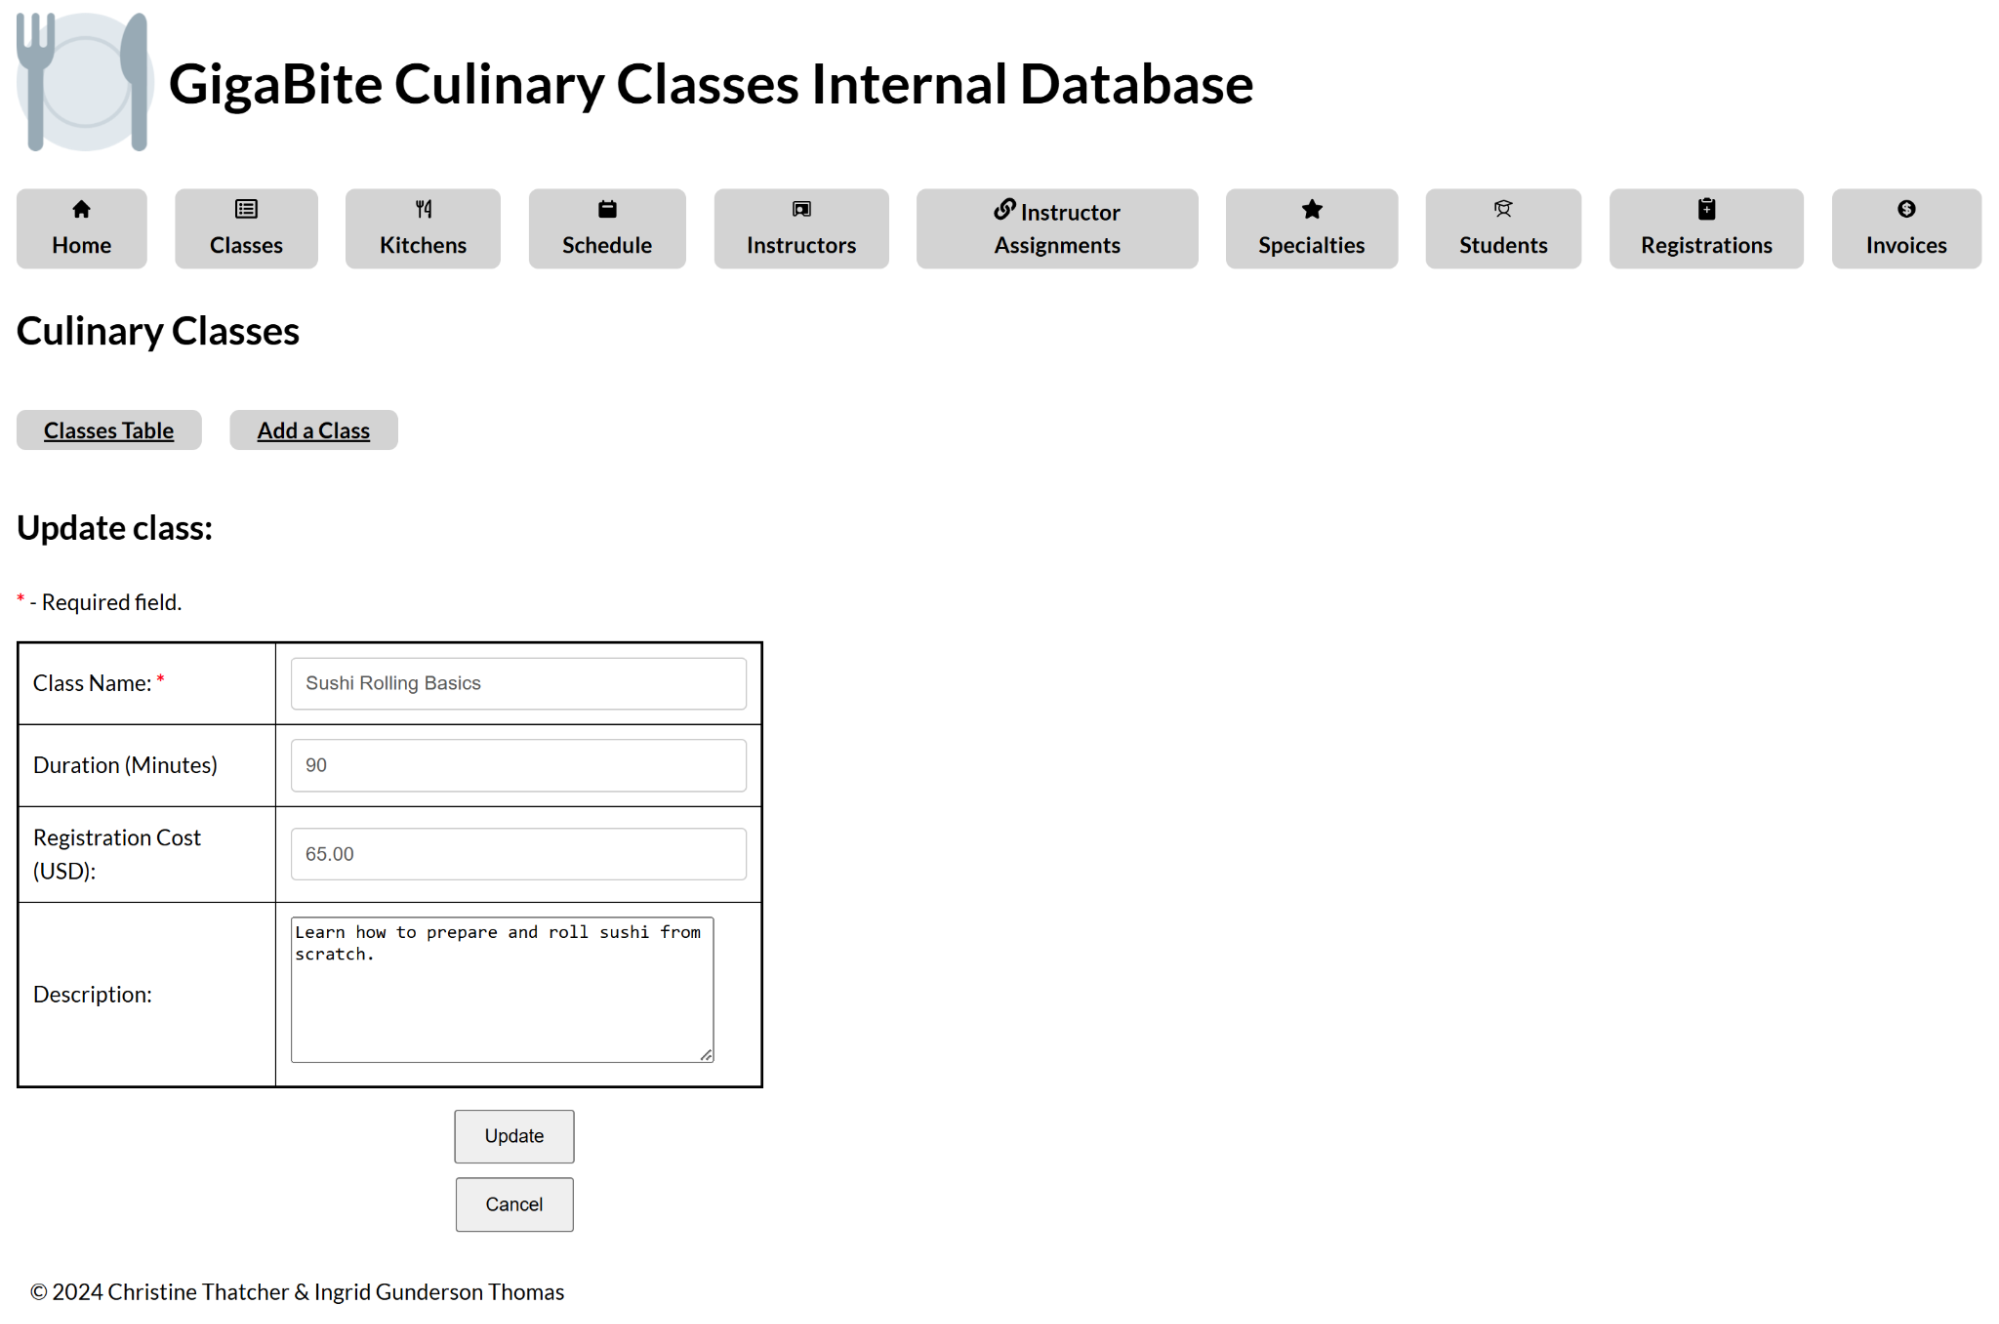 GigaBite Culinary Classes Internal Database
Home
Classes
Kitchens
Schedule
Instructors
Instructor
Assignments
Specialties
Students
Registrations
Invoices
Culinary Classes
Classes Table
Add a Class
Update class:
* - Required field.
Class Name: *
Sushi Rolling Basics
Duration (Minutes)
90
Registration Cost
(USD):
65.00
Description:
Learn how to prepare and roll sushi from
scratch.
Update
Cancel
© 2024 Christine Thatcher & Ingrid Gunderson Thomas